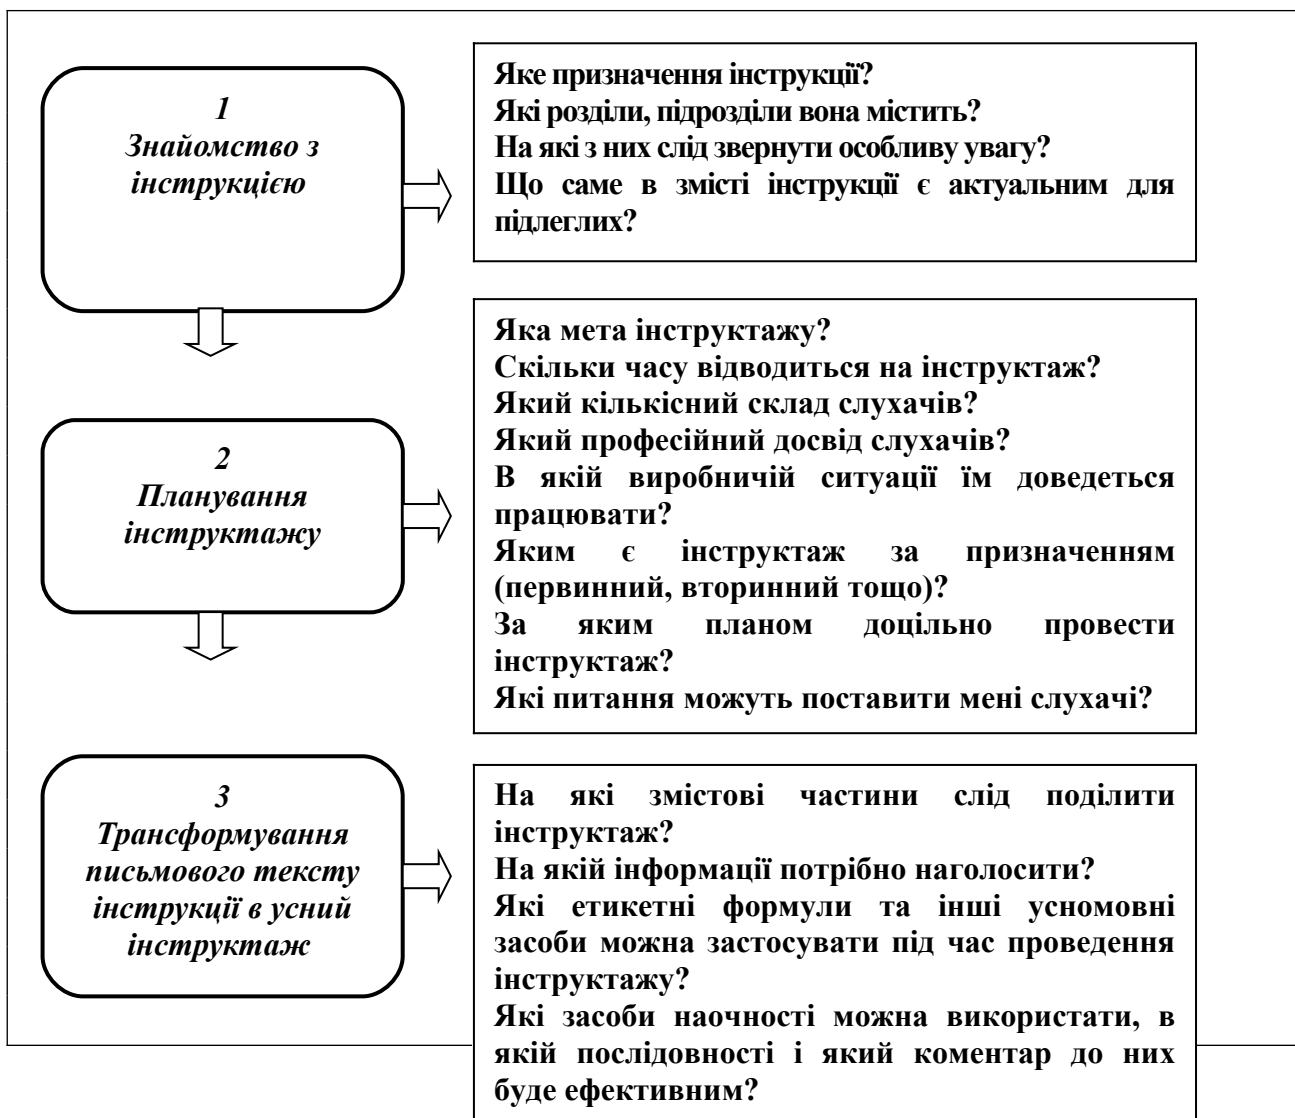 1
Знайомство з
інструкцією
Яке призначення інструкції?
Які розділи, підрозділи вона містить?
На які з них слід звернути особливу увагу?
Що саме в змісті інструкції є актуальним для
підлеглих?
2
Планування
інструктажу
Яка мета інструктажу?
Скільки часу відводиться на інструктаж?
Який кількісний склад слухачів?
Який професійний досвід слухачів?
В якій виробничій ситуації їм доведеться
працювати?
Яким є інструктаж за призначенням
(первинний, вторинний тощо)?
За яким планом доцільно провести
інструктаж?
Які питання можуть поставити мені слухачі?
3
Трансформування
письмового тексту
інструкції в усний
інструктаж
На які змістові частини слід поділити
інструктаж?
На якій інформації потрібно наголосити?
Які етикетні формули та інші усномовні
засоби можна застосувати під час проведення
інструктажу?
Які засоби наочності можна використати, в
якій послідовності і який коментар до них
буде ефективним?